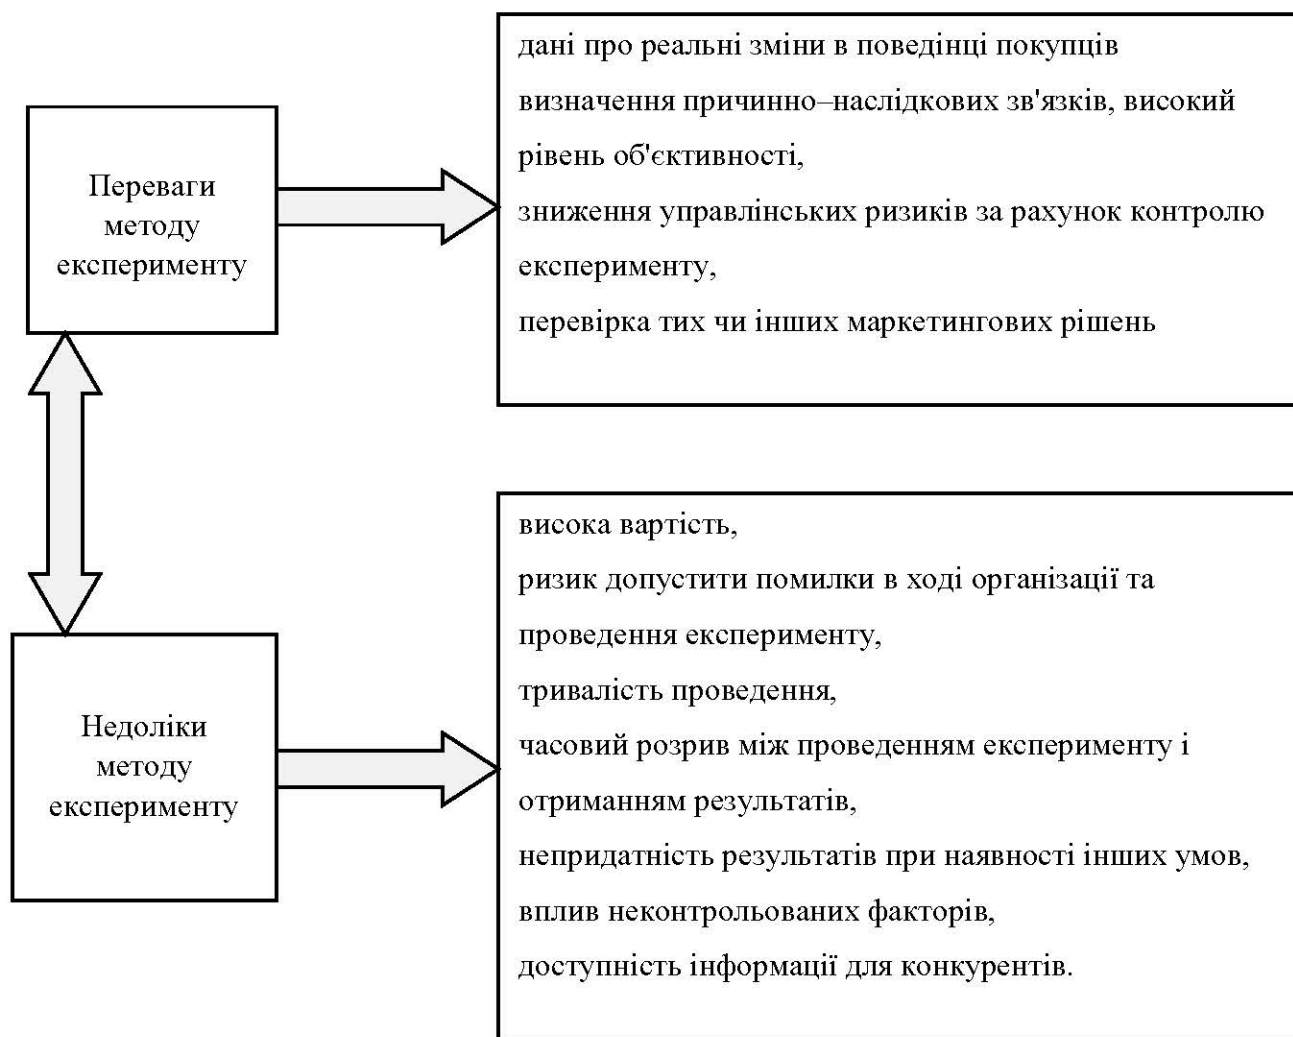 Переваги
методу
експерименту
дані про реальні зміни в поведінці покупців
визначення причинно–наслідкових зв'язків, високий
рівень об'єктивності,
зниження управлінських ризиків за рахунок контролю
експерименту,
перевірка тих чи інших маркетингових рішень
Недоліки
методу
експерименту
висока вартість,
ризик допустити помилки в ході організації та
проведення експерименту,
тривалість проведення,
часовий розрив між проведенням експерименту і
отриманням результатів,
непридатність результатів при наявності інших умов,
вплив неконтрольованих факторів,
доступність інформації для конкурентів.